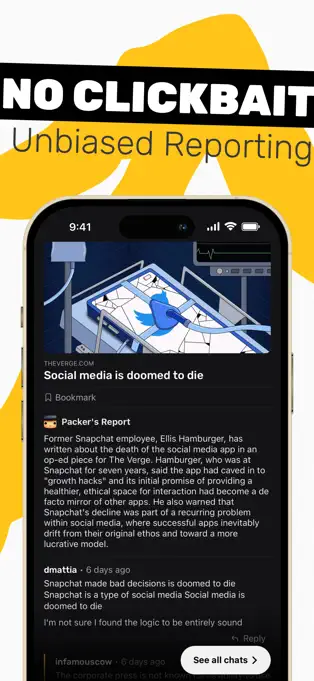 NO CLICKBAIT
Unbiased Reporting
9:41
THEVERGE.COM
Social media is doomed to die
Bookmark
Packer's Report
Former Snapchat employee, Ellis Hamburger, has
written about the death of the social media app in an
op-ed piece for The Verge. Hamburger, who was at
Snapchat for seven years, said the app had caved in to
"growth hacks" and its initial promise of providing a
healthier, ethical space for interaction had become a de
facto mirror of other apps. He also warned that
Snapchat's decline was part of a recurring problem
within social media, where successful apps inevitably
drift from their original ethos and toward a more
lucrative model.
dmattia • 6 days ago
Snapchat made bad decisions is doomed to die
Snapchat is a type of social media Social media is
doomed to die
I'm not sure I found the logic to be entirely sound
Reply
infamouscow • 6 days ago
See all chats
The corporate press is not known